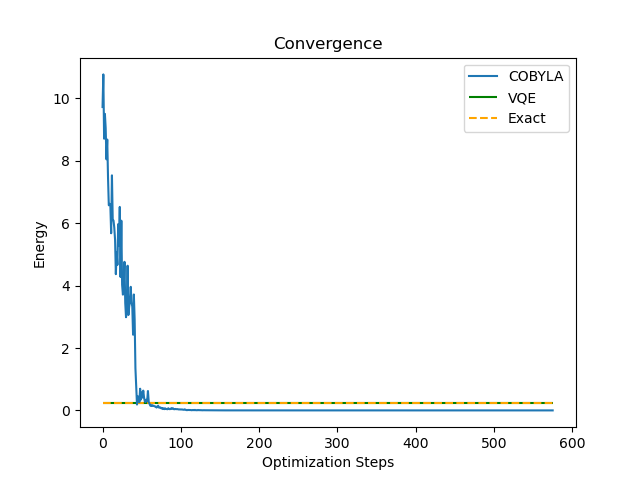 Convergence
COBYLA
VQE
Exact
Energy
10
8
6
4
2
0
0 100 200 300 400 500 600
Optimization Steps